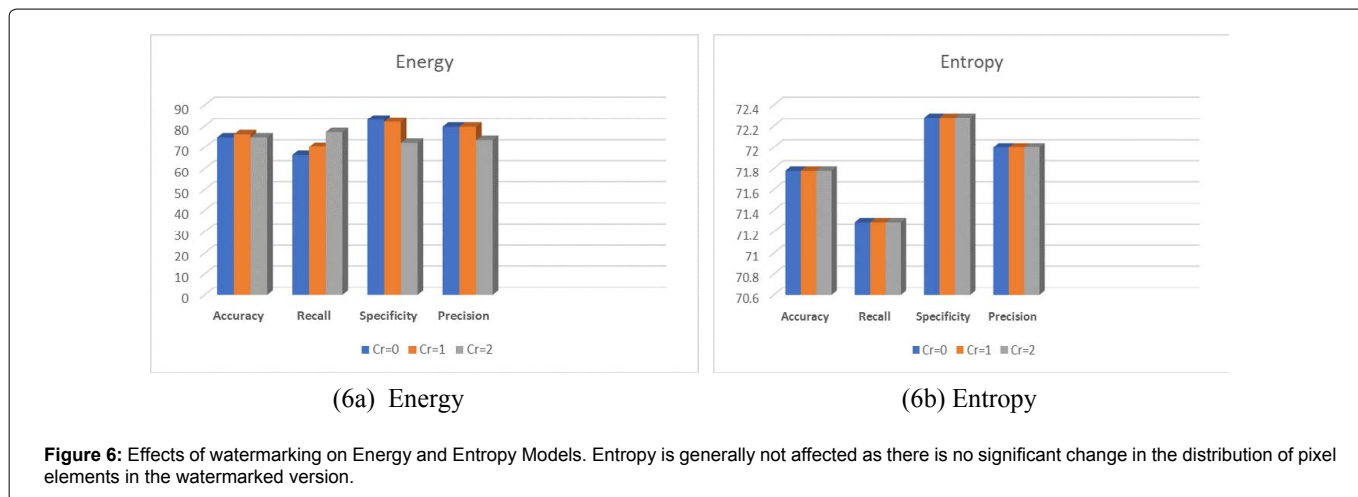 Energy
90
80
70
60
50
40
30
20
10
0
Accuracy Recall Specificity Precision
Cr=0 Cr=1 Cr=2
(6a) Energy
Entropy
72.4
72.2
72
71.8
71.6
71.4
71.2
71
70.8
70.6
Accuracy Recall Specificity Precision
Cr=0 Cr=1 Cr=2
(6b) Entropy
Figure 6: Effects of watermarking on Energy and Entropy Models. Entropy is generally not affected as there is no significant change in the distribution of pixel
elements in the watermarked version.